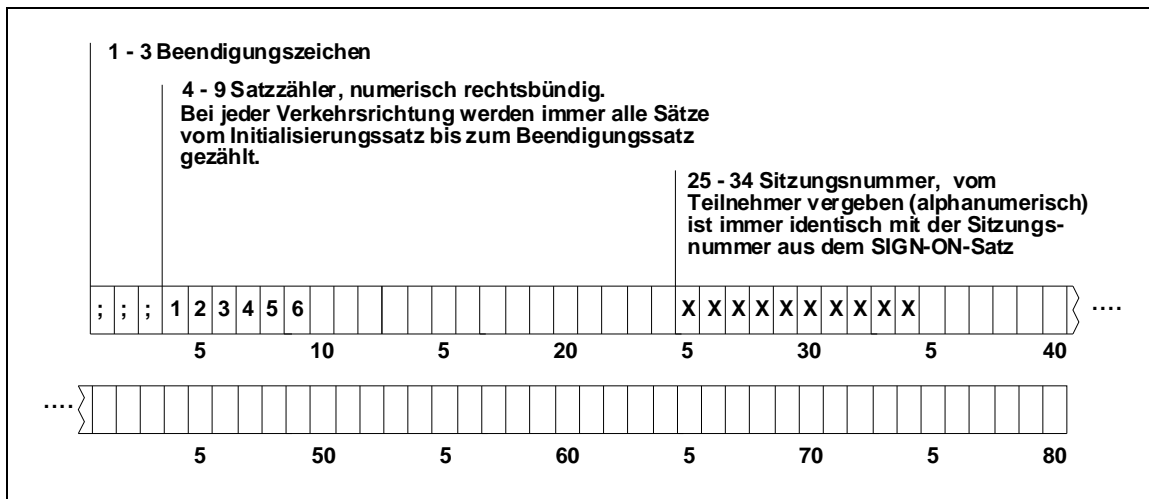 1 - 3 Beendigungszeichen
4 - 9 Satzzähler, numerisch rechtsbündig.
Bei jeder Verkehrsrichtung werden immer alle Sätze
vom Initialisierungssatz bis zum Beendigungssatz
gezählt.
25 - 34 Sitzungsnummer, vom
Teilnehmer vergeben (alphanumerisch)
ist immer identisch mit der Sitzungs-
nummer aus dem SIGN-ON-Satz
; ; ; 1 2 3 4 5 6 X X X X X X X X X X ....
5 10 5 20 5 30 5 40
....
5 50 5 60 5 70 5 80